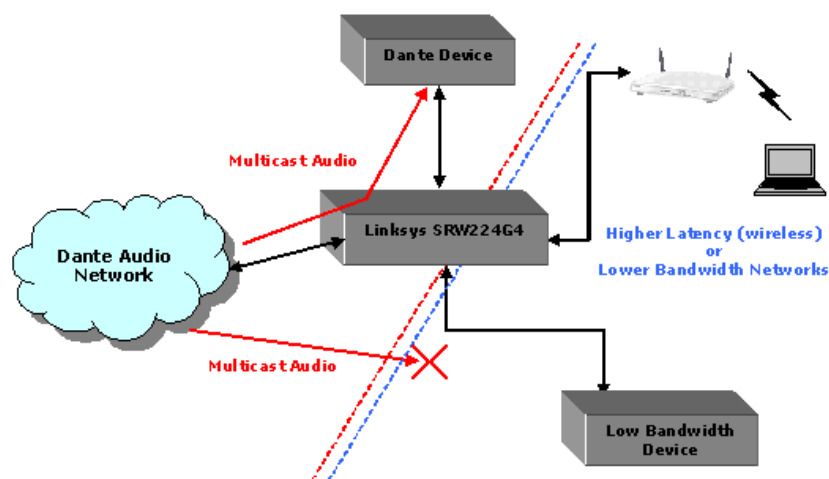 Dante Device
Multicast Audio
Linksys SRW224G4
Dante Audio
Network
Higher Latency (wireless)
or
Lower Bandwidth Networks
Multicast Audio
Low Bandwidth
Device